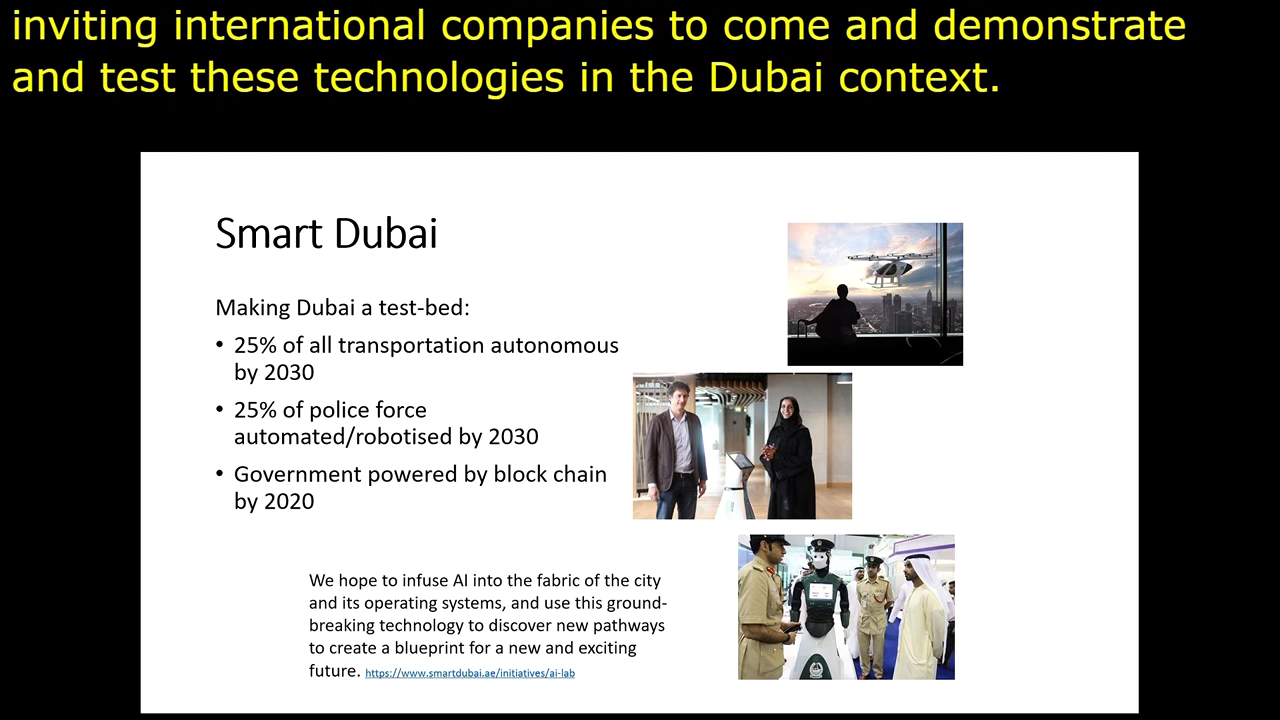 inviting international companies to come and demonstrate
and test these technologies in the Dubai context.
Smart Dubai
Making Dubai a test-bed:
• 25% of all transportation autonomous
by 2030
• 25% of police force
automated/robotised by 2030
• Government powered by block chain
by 2020
We hope to infuse AI into the fabric of the city
and its operating systems, and use this ground-
breaking technology to discover new pathways
to create a blueprint for a new and exciting
future. https://www.smartdubai.ae/initiatives/ai-lab